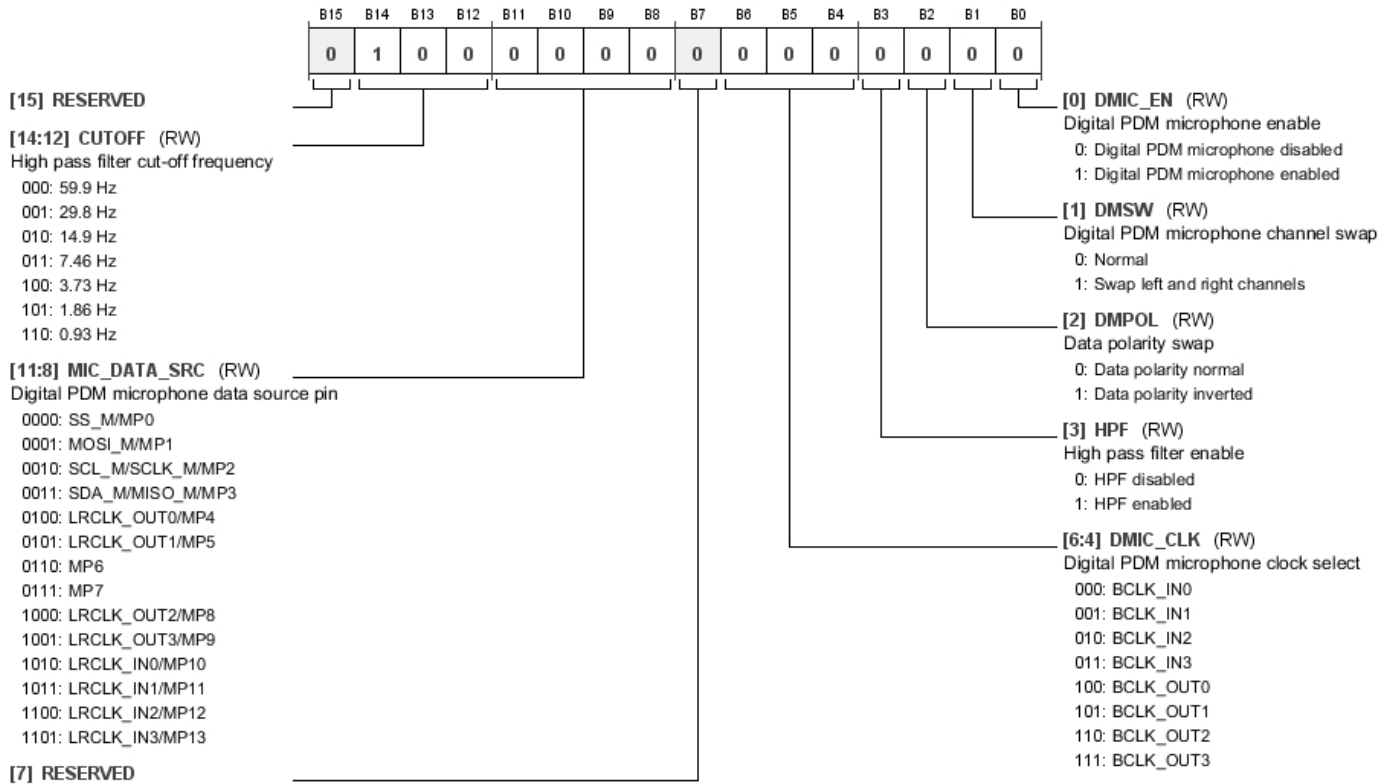 B15 B14 B13 B12 B11 B10 B9 B8 B7 B6 B5 B4 B3 B2 B1 B0
0 1 0 0 0 0 0 0 0 0 0 0 0 0 0 0
[15] RESERVED
[14:12] CUTOFF (RW)
High pass filter cut-off frequency
000: 59.9 Hz
001: 29.8 Hz
010: 14.9 Hz
011: 7.46 Hz
100: 3.73 Hz
101: 1.86 Hz
110: 0.93 Hz
[11:8] MIC_DATA_SRC (RW)
Digital PDM microphone data source pin
0000: SS_M/MP0
0001: MOSI_M/MP1
0010: SCL_M/SCLK_M/MP2
0011: SDA_M/MISO_M/MP3
0100: LRCLK_OUT0/MP4
0101: LRCLK_OUT1/MP5
0110: MP6
0111: MP7
1000: LRCLK_OUT2/MP8
1001: LRCLK_OUT3/MP9
1010: LRCLK_IN0/MP10
1011: LRCLK_IN1/MP11
1100: LRCLK_IN2/MP12
1101: LRCLK_IN3/MP13
[7] RESERVED
[0] DMIC_EN (RW)
Digital PDM microphone enable
0: Digital PDM microphone disabled
1: Digital PDM microphone enabled
[1] DMSW (RW)
Digital PDM microphone channel swap
0: Normal
1: Swap left and right channels
[2] DMPOL (RW)
Data polarity swap
0: Data polarity normal
1: Data polarity inverted
[3] HPF (RW)
High pass filter enable
0: HPF disabled
1: HPF enabled
[6:4] DMIC_CLK (RW)
Digital PDM microphone clock select
000: BCLK_IN0
001: BCLK_IN1
010: BCLK_IN2
011: BCLK_IN3
100: BCLK_OUT0
101: BCLK_OUT1
110: BCLK_OUT2
111: BCLK_OUT3